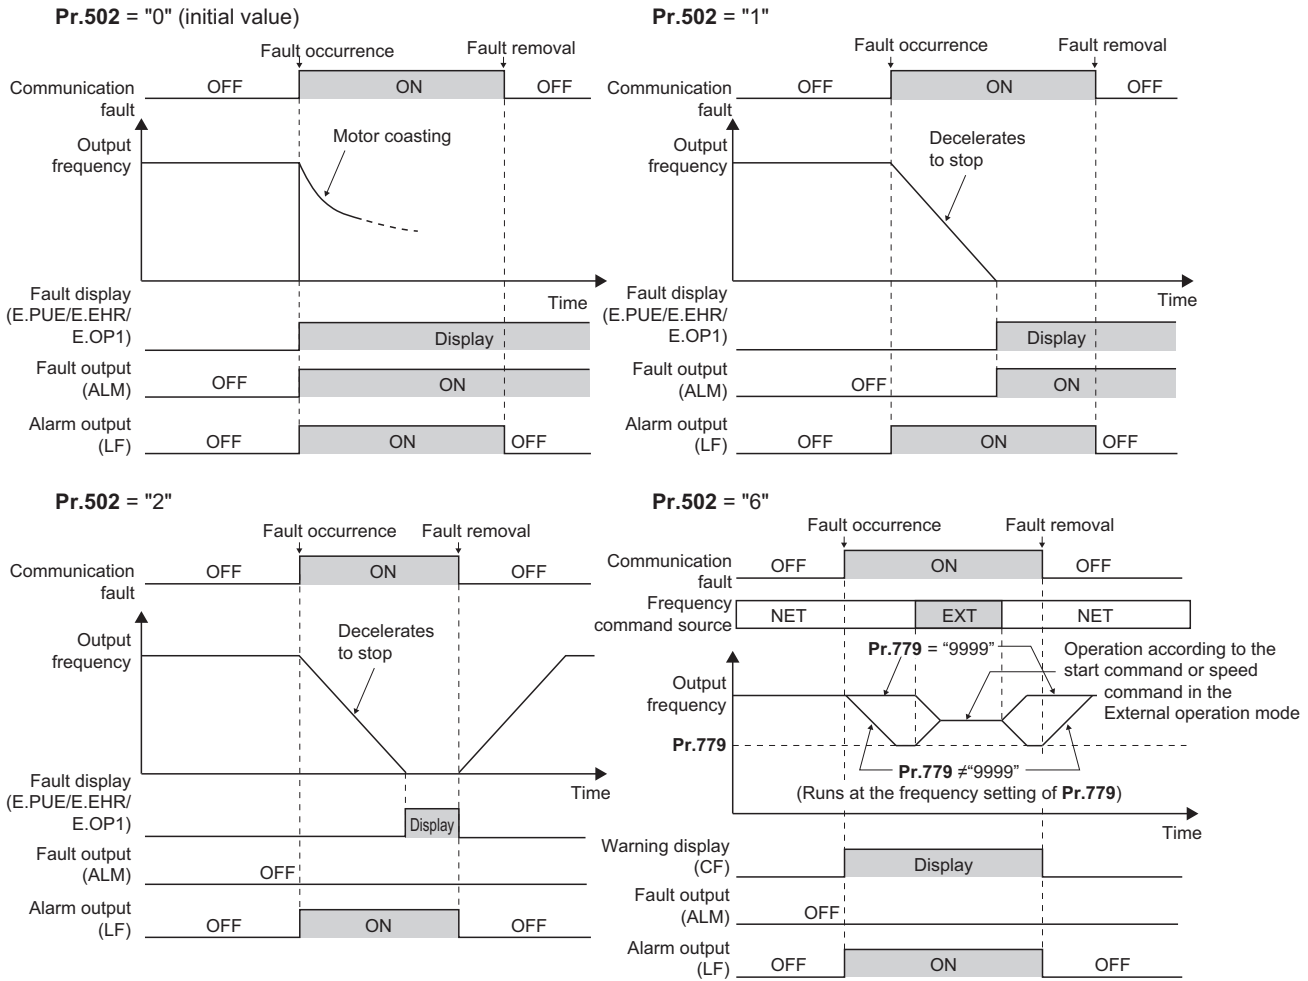 Pr.502 = "0" (initial value)
Fault occurrence
Fault removal
Communication
fault
OFF
ON
OFF
Output
frequency
Motor coasting
Time
Fault display
(E.PUE/E.EHR/
E.OP1)
Display
Fault output
(ALM)
OFF
ON
Alarm output
(LF)
OFF
ON
OFF
Pr.502 = "1"
Fault occurrence
Fault removal
Communication
fault
OFF
ON
OFF
Output
frequency
Decelerates
to stop
Time
Fault display
(E.PUE/E.EHR/
E.OP1)
Display
Fault output
(ALM)
OFF
ON
Alarm output
(LF)
OFF
ON
OFF
Pr.502 = "2"
Fault occurrence
Fault removal
Communication
fault
OFF
ON
OFF
Output
frequency
Decelerates
to stop
Time
Fault display
(E.PUE/E.EHR/
E.OP1)
Display
Fault output
(ALM)
OFF
Alarm output
(LF)
OFF
ON
OFF
Pr.502 = "6"
Fault occurrence
Fault removal
Communication
fault
OFF
ON
OFF
Frequency
command source
NET
EXT
NET
Pr.779 = “9999”
Operation according to the
start command or speed
command in the
External operation mode
Output
frequency
Pr.779
Pr.779 ≠“9999”
(Runs at the frequency setting of Pr.779)
Time
Warning display
(CF)
Display
Fault output
(ALM)
OFF
Alarm output
(LF)
OFF
ON
OFF